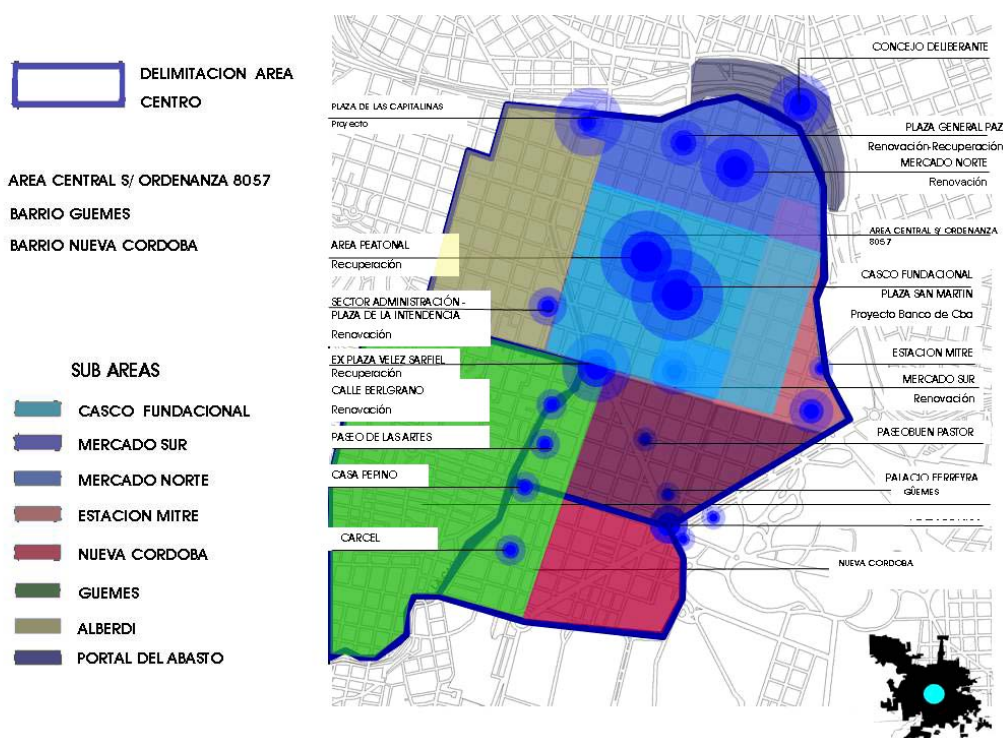 DELIMITACION AREA
CENTRO
AREA CENTRAL S/ ORDENANZA 8057
BARRIO GUEMES
BARRIO NUEVA CORDOBA
SUB AREAS
CASCO FUNDACIONAL
MERCADO SUR
MERCADO NORTE
ESTACION MITRE
NUEVA CORDOBA
GUEMES
ALBERDI
PORTAL DEL ABASTO
PLAZA DE LAS CAPITALINAS
Proyecto
AREA PEATONAL
Recuperación
SECTOR ADMINISTRACIÓN -
PLAZA DE LA INTENDENCIA
Renovación
EX PLAZA VELEZ SARFIEL
Recuperación
CALLE BERLGRANO
Renovación
PASEO DE LAS ARTES
CASA PEPINO
CARCEL
CONCEJO DELIBERANTE
PLAZA GENERAL PAZ
Renovación-Recuperación
MERCADO NORTE
Renovación
AREA CENTRAL S/ ORDENANZA
8057
CASCO FUNDACIONAL
PLAZA SAN MARTIN
Proyecto Banco de Cba
ESTACION MITRE
MERCADO SUR
Renovación
PASEOBUEN PASTOR
PALACIO FERREYRA
GÜEMES
NUEVA CORDOBA